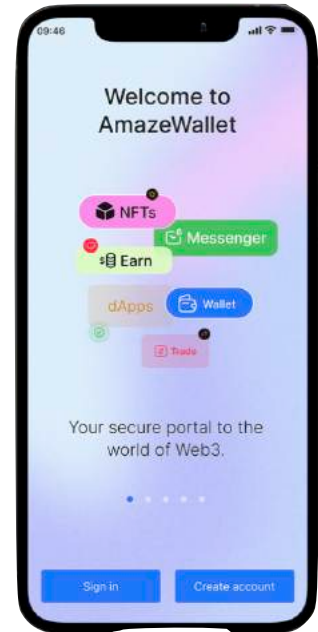 09:46
Welcome to
AmazeWallet
NFTs
Messenger
$ Earn
dApps
Wallet
Trade
Your secure portal to the
world of Web3.
Sign in
Create account